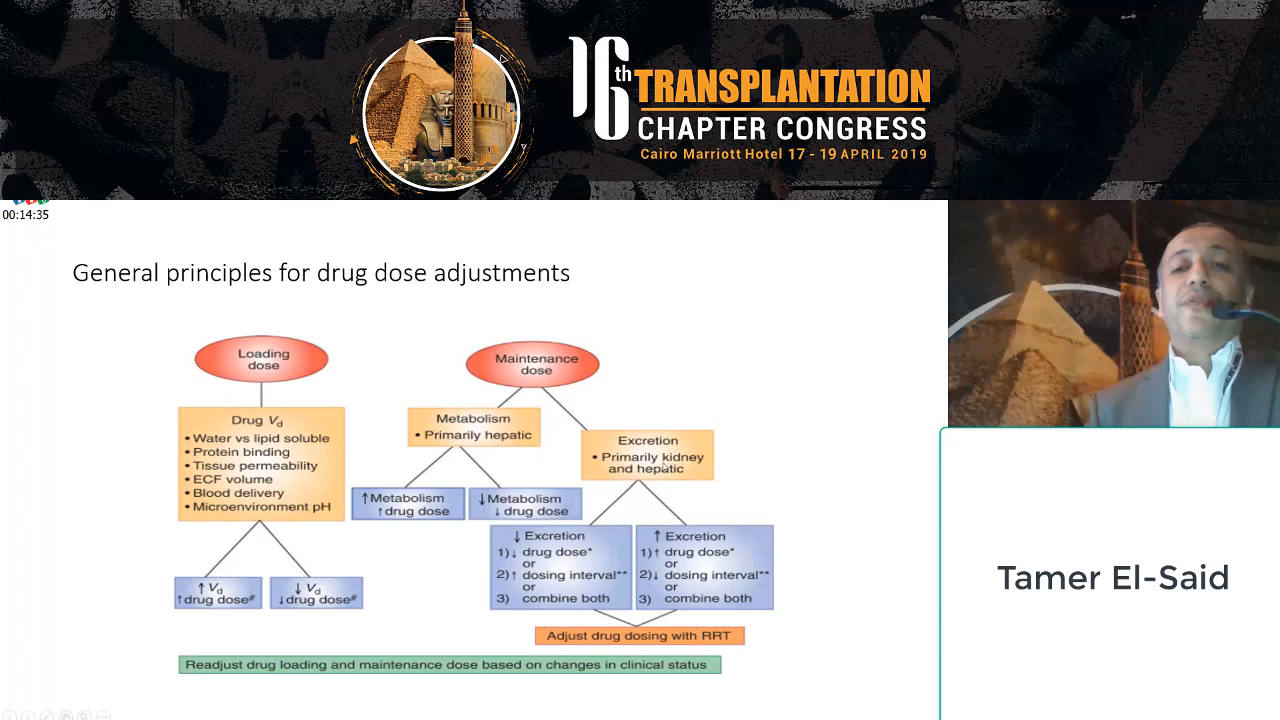 16th TRANSPLANTATION
CHAPTER CONGRESS
Cairo Marriott Hotel 17 - 19 APRIL 2019
00:14:35
General principles for drug dose adjustments
Loading
dose
Drug Vd
• Water vs lipid soluble
• Protein binding
• Tissue permeability
• ECF volume
• Blood delivery
• Microenvironment pH
↑ Vd
↑drug dose#
↓ Vd
↓drug dose#
Maintenance
dose
Metabolism
• Primarily hepatic
↑Metabolism
↑drug dose
↓Metabolism
↓ drug dose
Excretion
• Primarily kidney
and hepatic
↓ Excretion
1)↓ drug dose*
or
2)↑ dosing interval**
or
3) combine both
↑ Excretion
1)↑ drug dose*
or
2)↓ dosing interval**
or
3) combine both
Adjust drug dosing with RRT
Readjust drug loading and maintenance dose based on changes in clinical status
Tamer El-Said